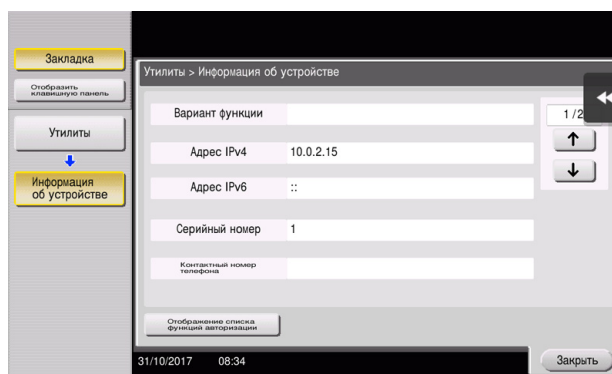 Закладка
Отобразить
клавишную панель
Утилиты
Информация
об устройстве
Утилиты > Информация об устройстве
Вариант функции
1 /2
Адрес IPv4 10.0.2.15
Адрес IPv6 ::
Серийный номер 1
Контактный номер
телефона
Отображение списка
функций авторизации
31/10/2017 08:34
Закрыть